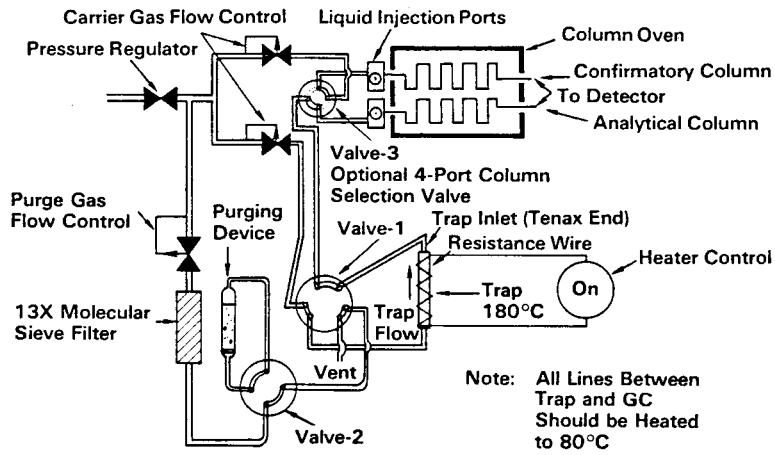 Carrier Gas Flow Control
Pressure Regulator
Liquid Injection Ports
Column Oven
Confirmatory Column
To Detector
Analytical Column
Valve-3
Optional 4-Port Column
Selection Valve
Purge Gas
Flow Control
Purging
Device
Valve-1
Trap Inlet (Tenax End)
Resistance Wire
Heater Control
On
Trap
180°C
Trap
Flow
13X Molecular
Sieve Filter
Vent
Valve-2
Note: All Lines Between
Trap and GC
Should be Heated
to 80°C